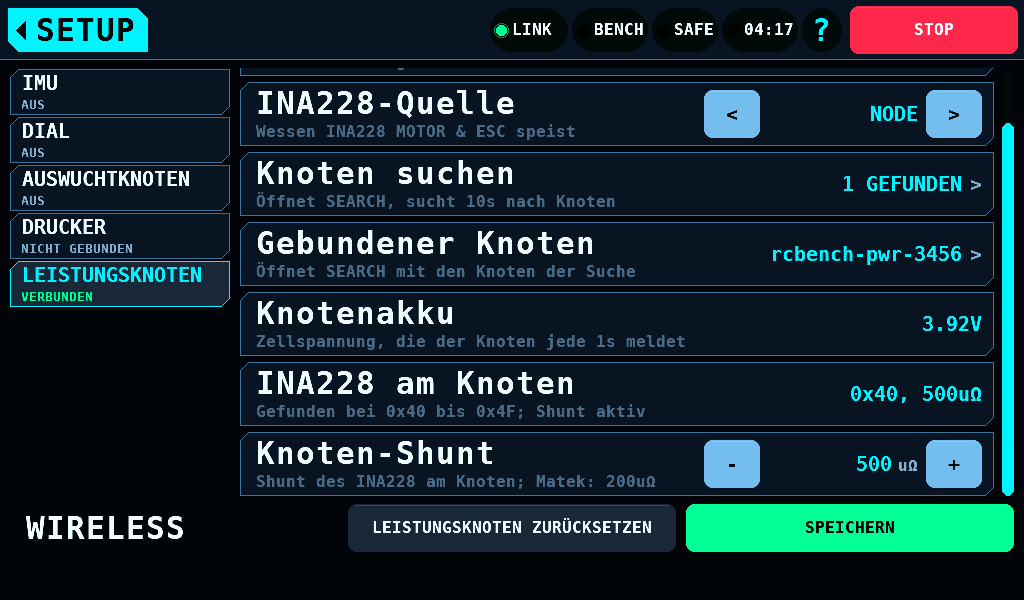 SETUP
LINK
BENCH
SAFE
04:17
?
STOP
IMU
AUS
DIAL
AUS
AUSWUCHTKNOTEN
AUS
DRUCKER
NICHT GEBUNDEN
LEISTUNGSKNOTEN
VERBUNDEN
INA228-Quelle
Wessen INA228 MOTOR & ESC speist
<
NODE
>
Knoten suchen
Öffnet SEARCH, sucht 10s nach Knoten
1 GEFUNDEN >
Gebundener Knoten
Öffnet SEARCH mit den Knoten der Suche
rcbench-pwr-3456 >
Knotenakku
Zellspannung, die der Knoten jede 1s meldet
3.92V
INA228 am Knoten
Gefunden bei 0x40 bis 0x4F; Shunt aktiv
0x40, 500uΩ
Knoten-Shunt
Shunt des INA228 am Knoten; Matek: 200uΩ
-
500 uΩ
+
WIRELESS
LEISTUNGSKNOTEN ZURÜCKSETZEN
SPEICHERN